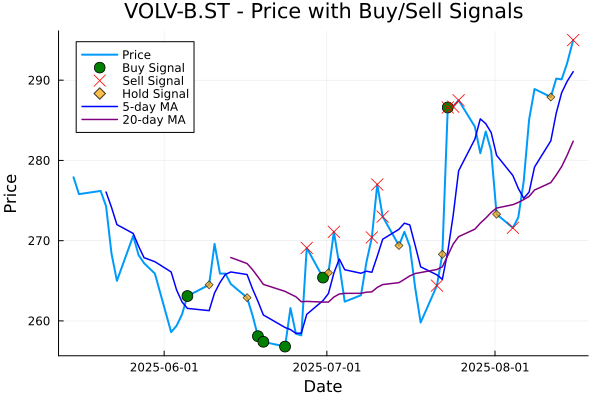 VOLV-B.ST - Price with Buy/Sell Signals
Price
Buy Signal
Sell Signal
Hold Signal
5-day MA
20-day MA
290
280
270
260
Price
2025-06-01
2025-07-01
2025-08-01
Date